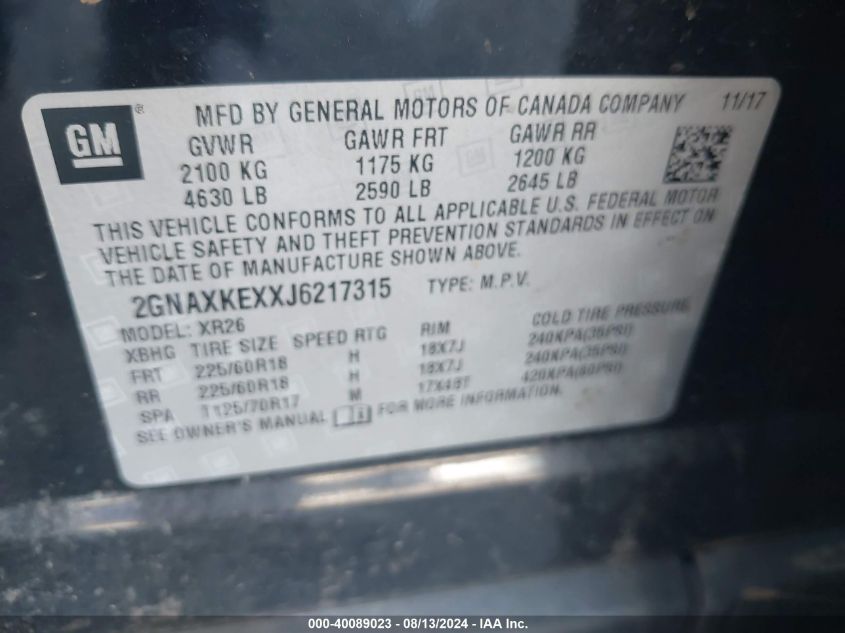 GM ®
MFD BY GENERAL MOTORS OF CANADA COMPANY 11/17
GVWR GAWR FRT GAWR RR
2100 KG 1175 KG 1200 KG
4630 LB 2590 LB 2645 LB
THIS VEHICLE CONFORMS TO ALL APPLICABLE U.S. FEDERAL MOTOR
VEHICLE SAFETY AND THEFT PREVENTION STANDARDS IN EFFECT ON
THE DATE OF MANUFACTURE SHOWN ABOVE.
2GNAXKEXXJ6217315 TYPE: M.P.V.
MODEL: XR26
XBHG TIRE SIZE SPEED RTG RIM COLD TIRE PRESSURE
FRT 225/60R18 H 18X7J 240KPA(35PSI)
RR 225/60R18 H 18X7J 240KPA(35PSI)
SPA T125/70R17 M 17X4BT 420KPA(60PSI)
SEE OWNER'S MANUAL FOR MORE INFORMATION.
000-40089023 - 08/13/2024 - IAA Inc.